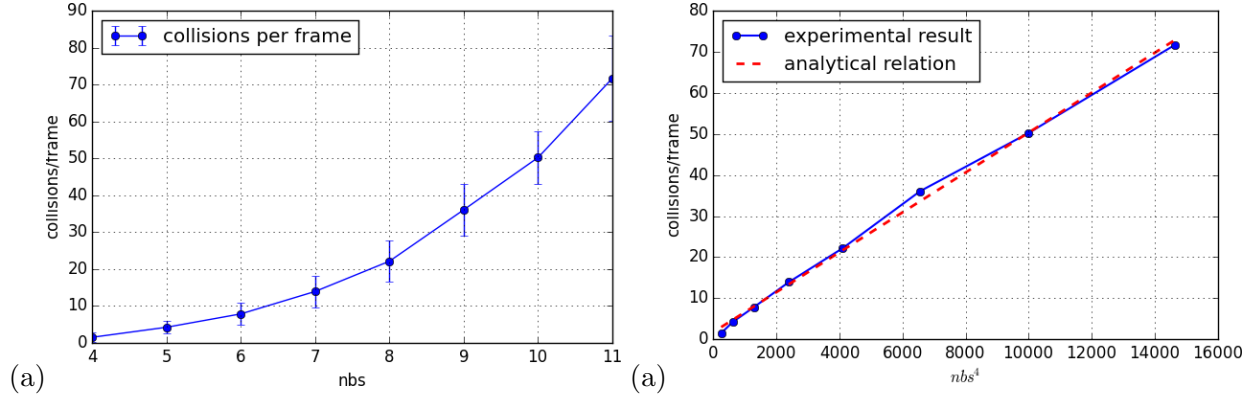 collisions per frame
collisions/frame
90
80
70
60
50
40
30
20
10
0
4 5 6 7 8 9 10 11
nbs
(a)
experimental result
analytical relation
collisions/frame
80
70
60
50
40
30
20
10
0
0 2000 4000 6000 8000 10000 12000 14000 16000
nbs⁴
(a)